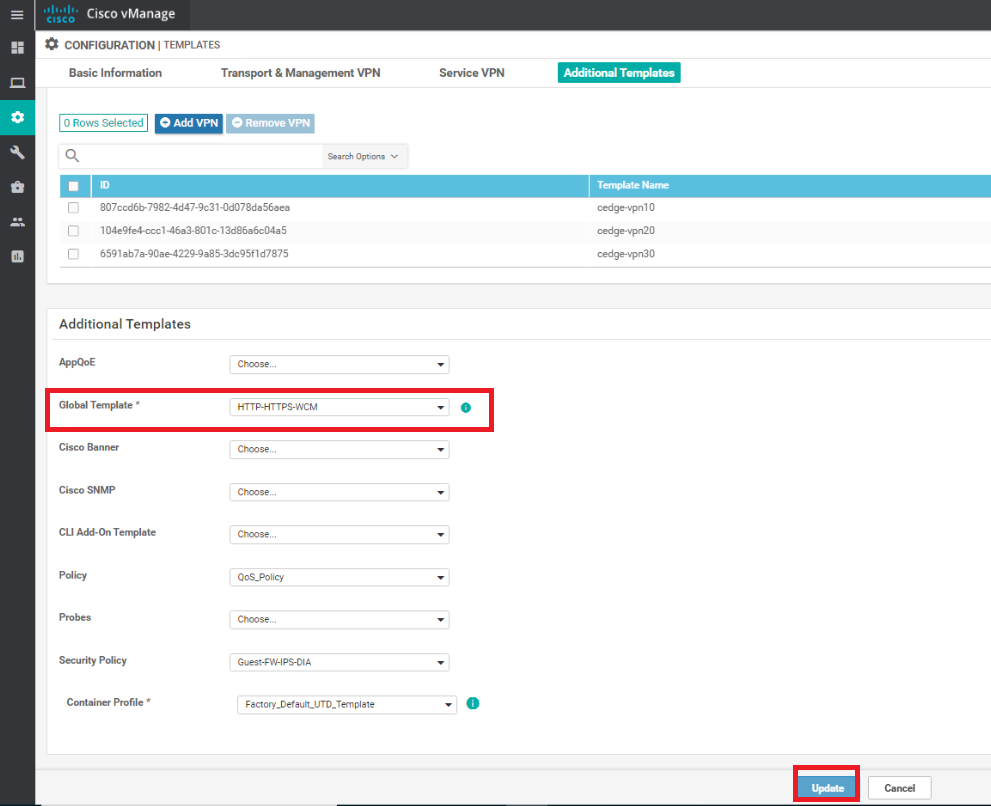 cisco Cisco vManage
CONFIGURATION | TEMPLATES
Basic Information Transport & Management VPN Service VPN Additional Templates
0 Rows Selected Add VPN Remove VPN
Search Options
ID Template Name
807ccd6b-7982-4d47-9c31-0d078da56aea cedge-vpn10
104e9fe4-ccc1-46a3-801c-13d86a6c04a5 cedge-vpn20
6591ab7a-90ae-4229-9a85-3dc95f1d7875 cedge-vpn30
Additional Templates
AppQoE Choose...
Global Template * HTTP-HTTPS-WCM
Cisco Banner Choose...
Cisco SNMP Choose...
CLI Add-On Template Choose...
Policy QoS_Policy
Probes Choose...
Security Policy Guest-FW-IPS-DIA
Container Profile * Factory_Default_UTD_Template
Update Cancel